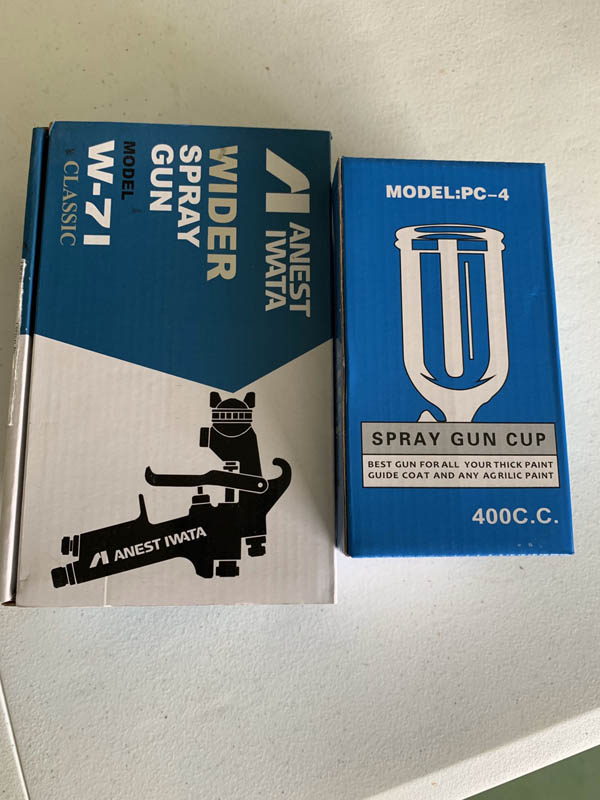 ANEST
IWATA
WIDER
SPRAY
GUN
MODEL
W-71
CLASSIC
ANEST IWATA
MODEL:PC-4
SPRAY GUN CUP
BEST GUN FOR ALL YOUR THICK PAINT
GUIDE COAT AND ANY AGRILIC PAINT
400C.C.